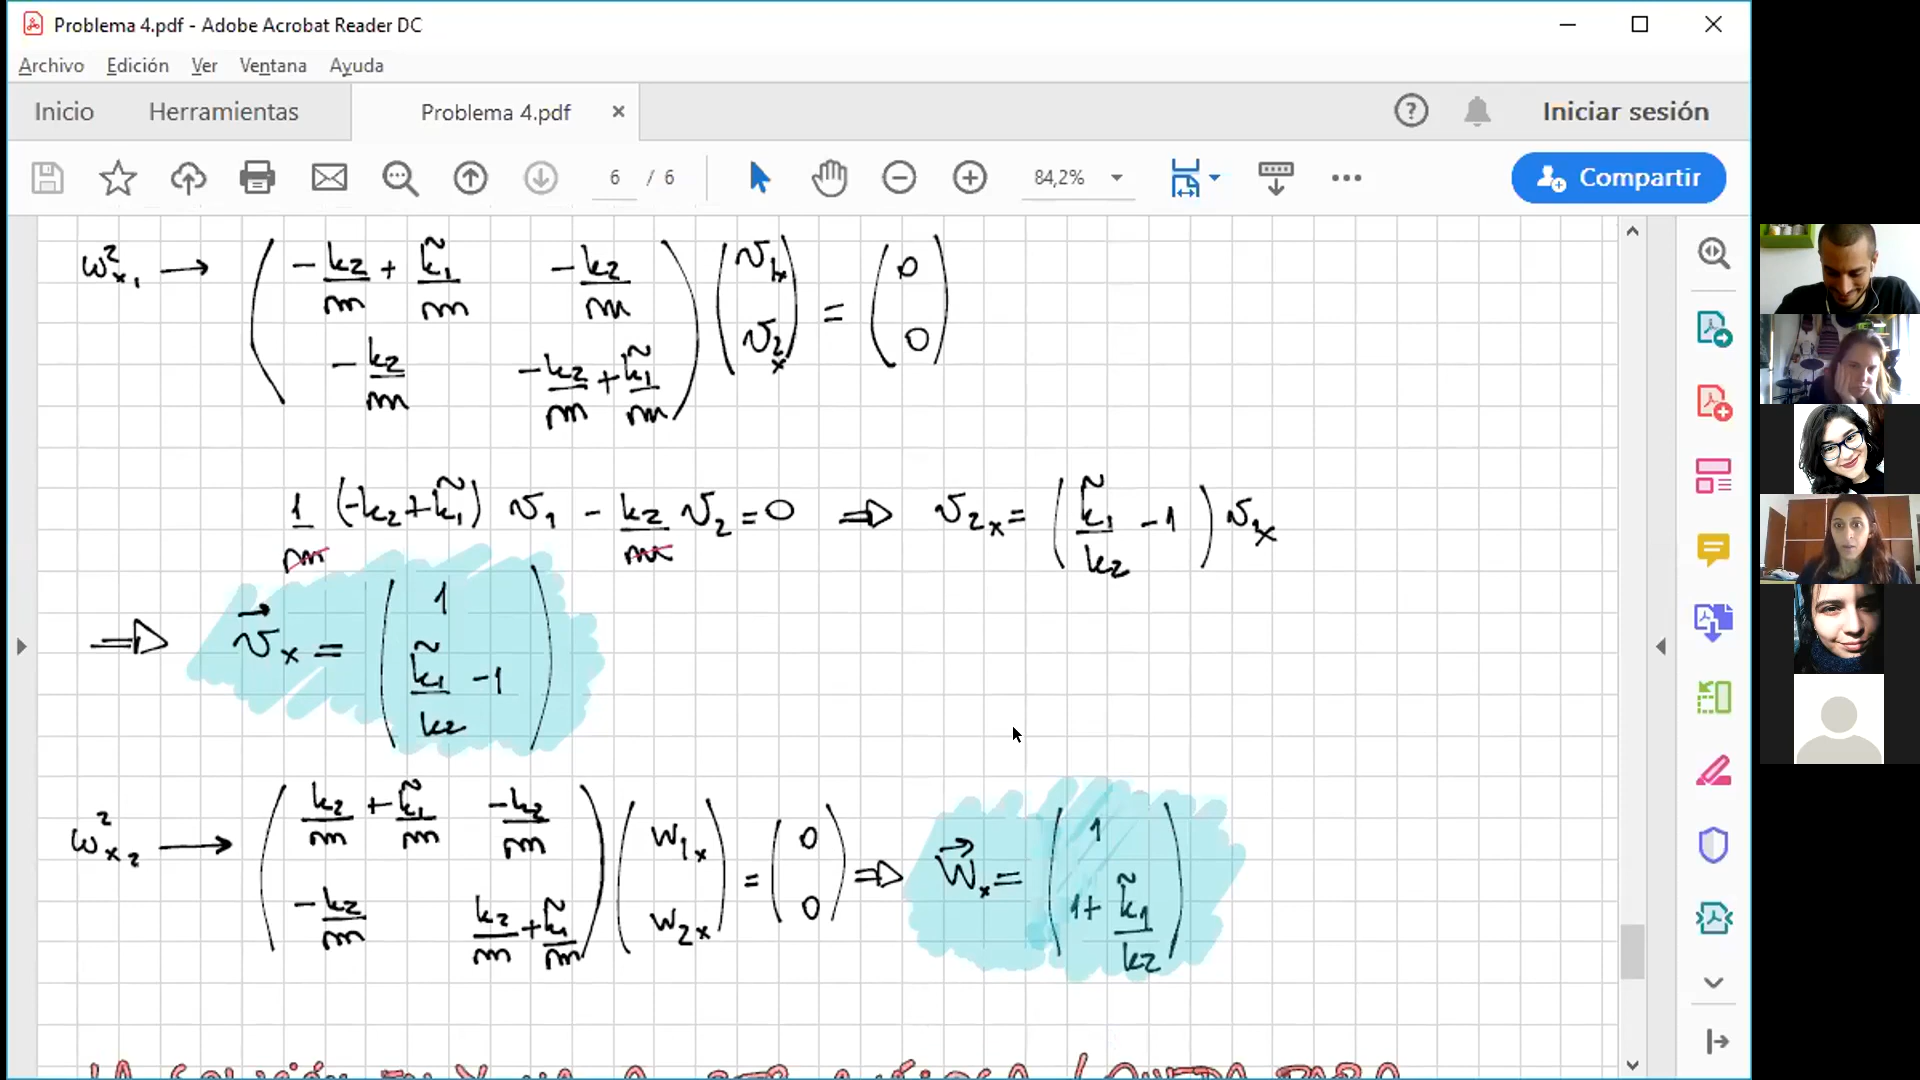 Problema 4.pdf - Adobe Acrobat Reader DC
Archivo Edición Ver Ventana Ayuda
Inicio Herramientas Problema 4.pdf × Iniciar sesión
6 / 6 84,2% Compartir
ω²ₓ₁ → ( -k₂/m + k̃₁/m   -k₂/m ; -k₂/m   -k₂/m + k̃₁/m ) ( v₁ₓ ; v₂ₓ ) = ( 0 ; 0 )
1/m (-k₂ + k̃₁) v₁ - k₂/m v₂ = 0 ⇒ v₂ₓ = ( k̃₁/k₂ - 1 ) v₁ₓ
⇒ v⃗ₓ = ( 1 ; k̃₁/k₂ - 1 )
ω²ₓ₂ → ( k₂/m + k̃₁/m   -k₂/m ; -k₂/m   k₂/m + k̃₁/m ) ( w₁ₓ ; w₂ₓ ) = ( 0 ; 0 ) ⇒ w⃗ₓ = ( 1 ; 1 + k̃₁/k₂ )